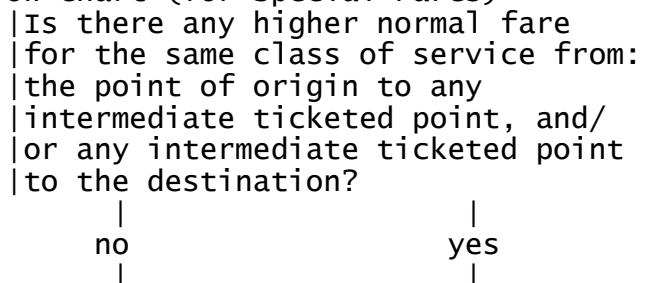 |Is there any higher normal fare
|for the same class of service from:
|the point of origin to any
|intermediate ticketed point, and/
|or any intermediate ticketed point
|to the destination?
| |
no yes
| |